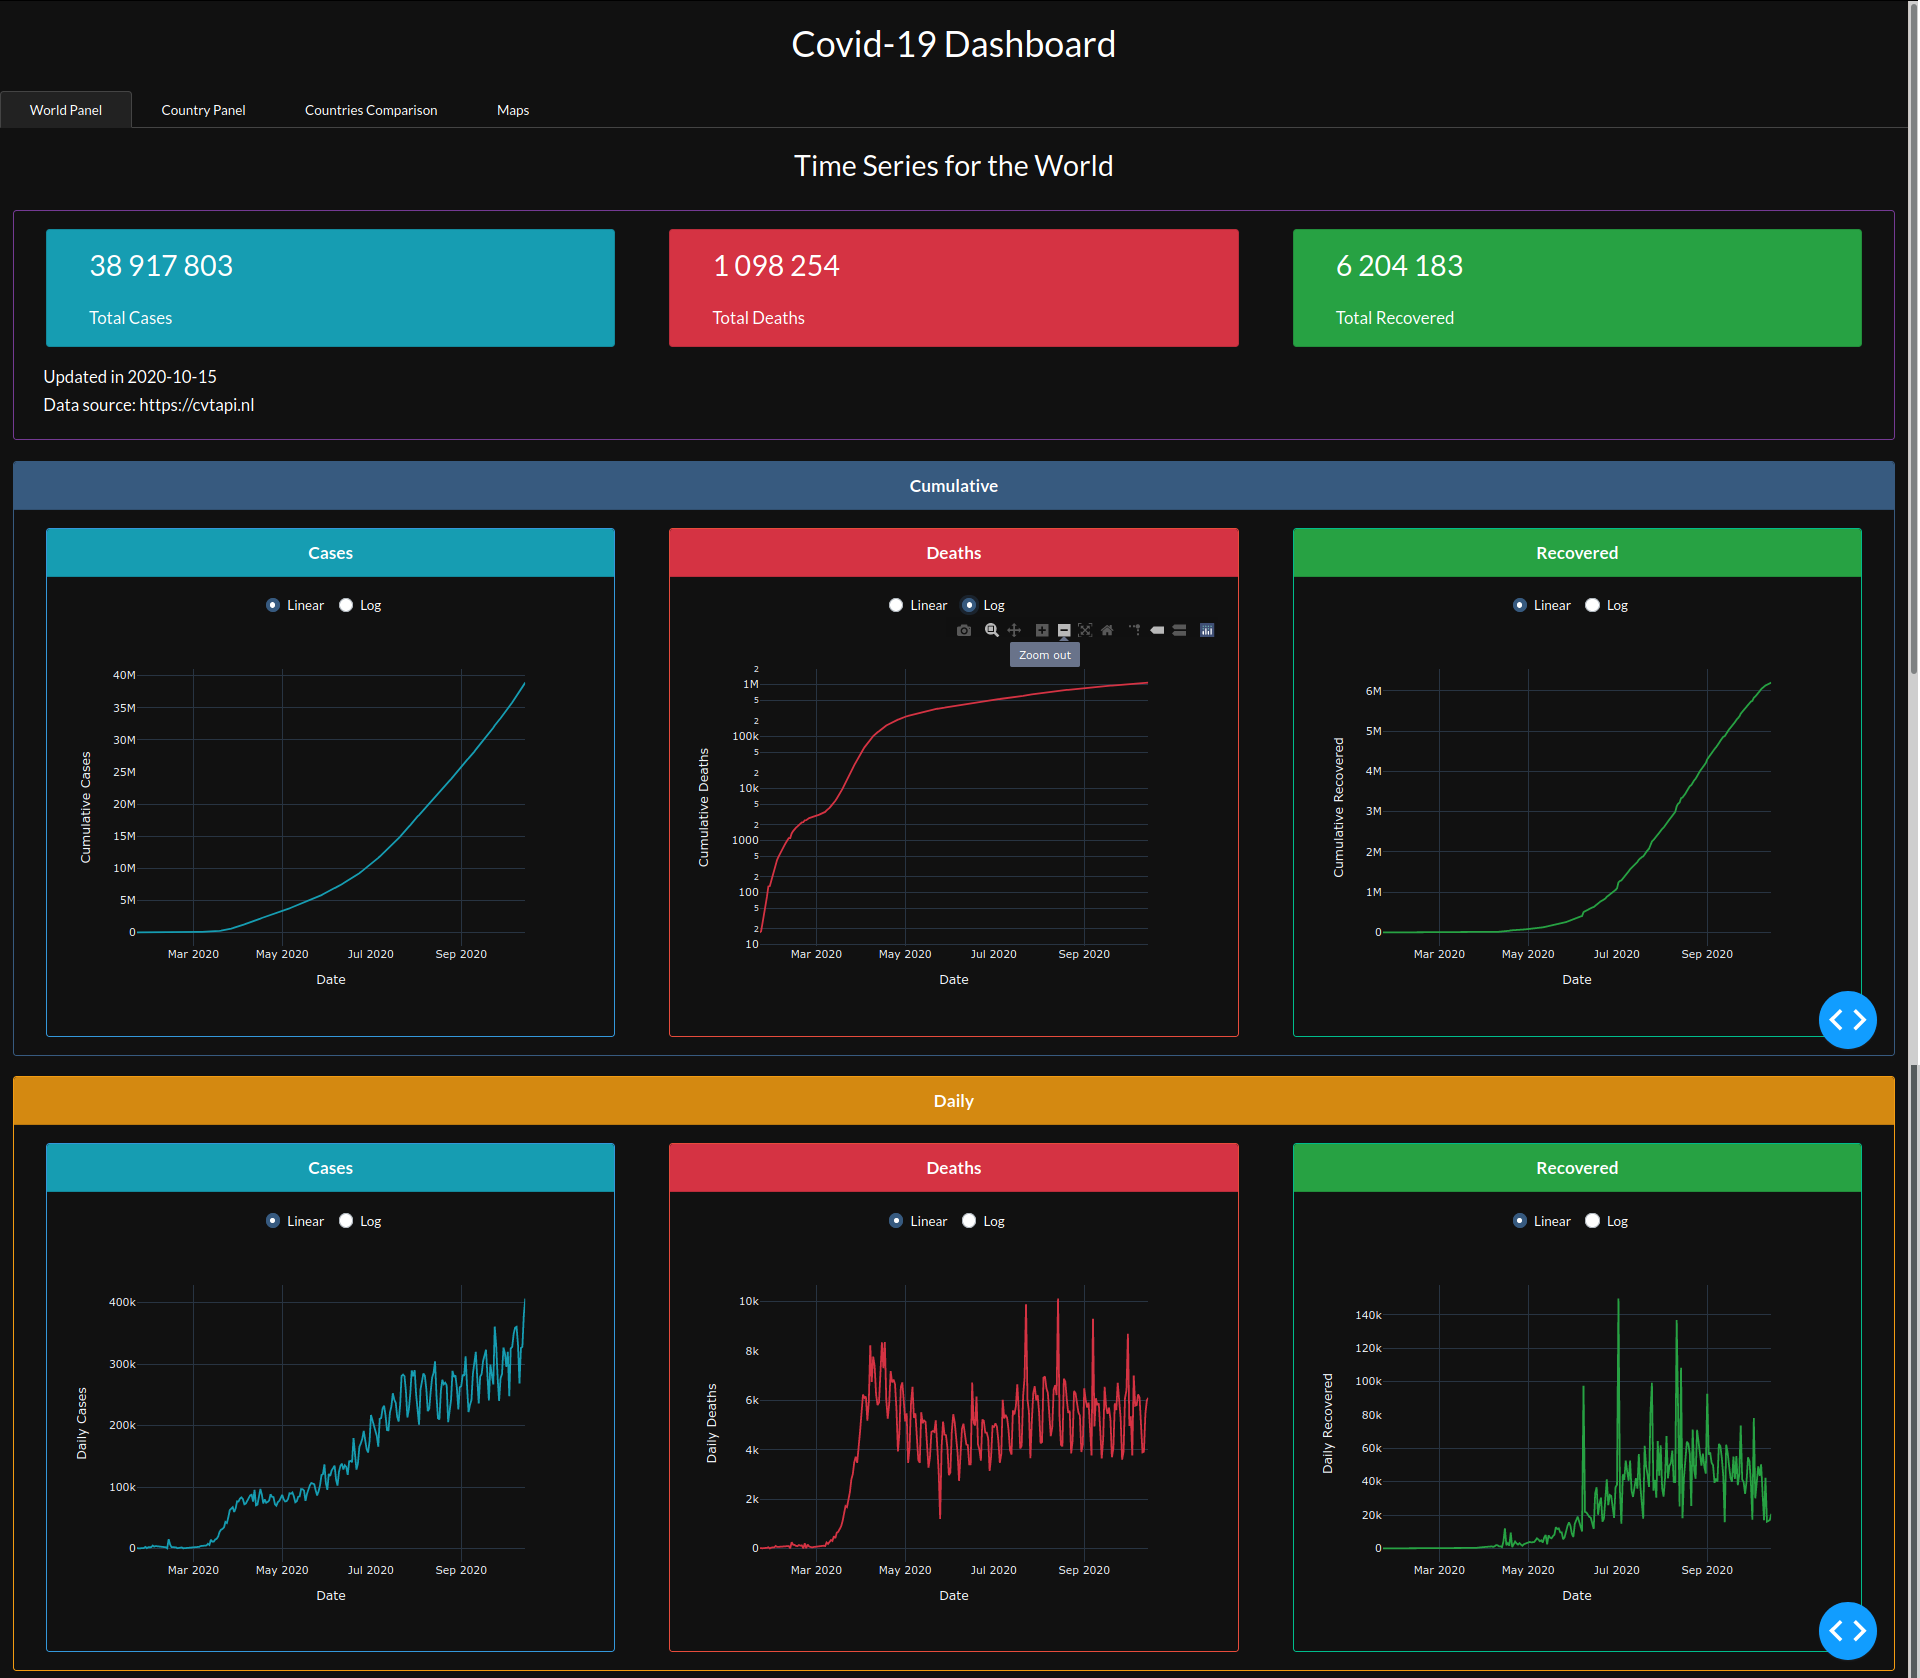 Covid-19 Dashboard
World Panel Country Panel Countries Comparison Maps
Time Series for the World
38 917 803
Total Cases
1 098 254
Total Deaths
6 204 183
Total Recovered
Updated in 2020-10-15
Data source: https://cvtapi.nl
Cumulative
Cases
Linear Log
40M
35M
30M
25M
20M
15M
10M
5M
0
Cumulative Cases
Mar 2020 May 2020 Jul 2020 Sep 2020
Date
Deaths
Linear Log
Zoom out
2
1M
5
2
100k
5
2
10k
5
2
1000
5
2
100
5
2
10
Cumulative Deaths
Mar 2020 May 2020 Jul 2020 Sep 2020
Date
Recovered
Linear Log
6M
5M
4M
3M
2M
1M
0
Cumulative Recovered
Mar 2020 May 2020 Jul 2020 Sep 2020
Date
Daily
Cases
Linear Log
400k
300k
200k
100k
0
Daily Cases
Mar 2020 May 2020 Jul 2020 Sep 2020
Date
Deaths
Linear Log
10k
8k
6k
4k
2k
0
Daily Deaths
Mar 2020 May 2020 Jul 2020 Sep 2020
Date
Recovered
Linear Log
140k
120k
100k
80k
60k
40k
20k
0
Daily Recovered
Mar 2020 May 2020 Jul 2020 Sep 2020
Date